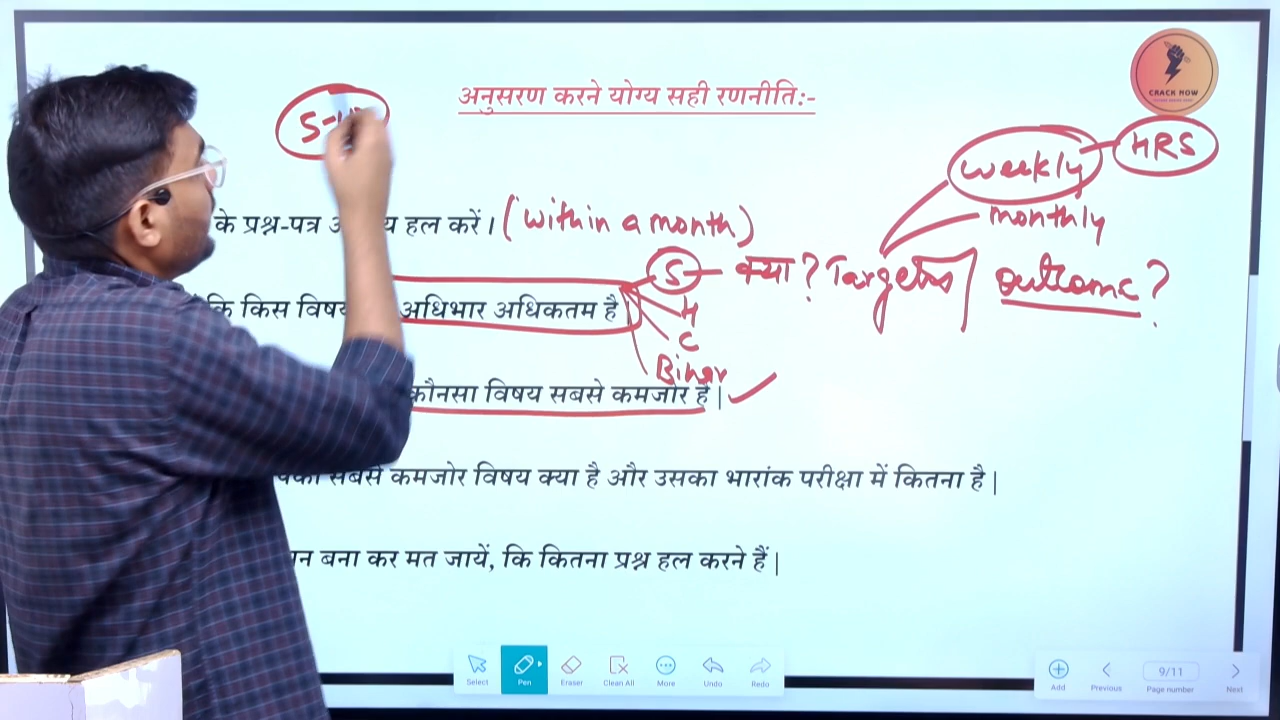 अनुसरण करने योग्य सही रणनीति:-
CRACK NOW
weekly HRS
monthly
के प्रश्न-पत्र हल करें। (within a month)
S क्या? Targets outcome?
कि किस विषय अधिभार अधिकतम है
H
C
Bihar
कौनसा विषय सबसे कमजोर है|
सबसे कमजोर विषय क्या है और उसका भारांक परीक्षा में कितना है|
बना कर मत जायें, कि कितना प्रश्न हल करने हैं|
Select Pen Eraser Clean All More Undo Redo
Add Previous 9/11 Page number Next